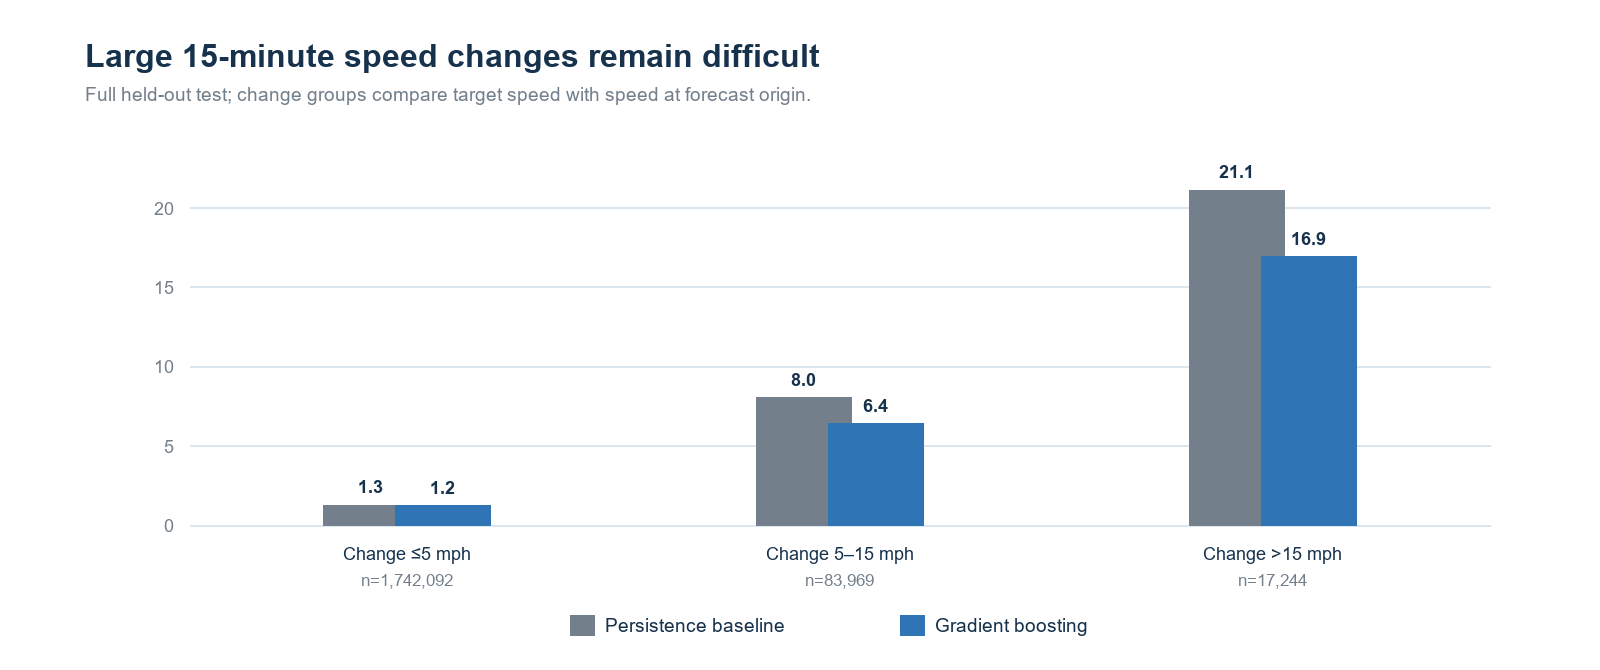 Large 15-minute speed changes remain difficult
Full held-out test; change groups compare target speed with speed at forecast origin.
21.1
20
16.9
15
10
8.0
6.4
5
1.3
1.2
0
Change ≤5 mph
Change 5–15 mph
Change >15 mph
n=1,742,092
n=83,969
n=17,244
Persistence baseline
Gradient boosting